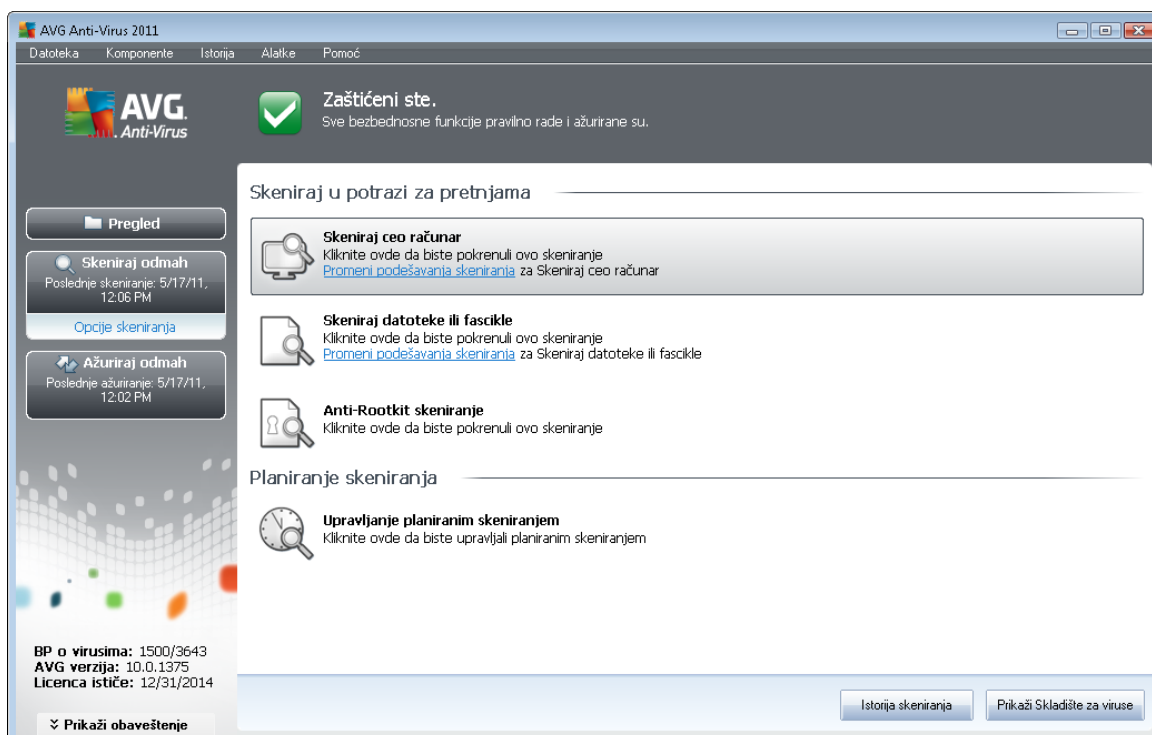 AVG Anti-Virus 2011
Datoteka Komponente Istorija Alatke Pomoć
AVG.
Anti-Virus
Zaštićeni ste.
Sve bezbednosne funkcije pravilno rade i ažurirane su.
Pregled
Skeniraj odmah
Poslednje skeniranje: 5/17/11,
12:06 PM
Opcije skeniranja
Ažuriraj odmah
Poslednje ažuriranje: 5/17/11,
12:02 PM
BP o virusima: 1500/3643
AVG verzija: 10.0.1375
Licenca ističe: 12/31/2014
Prikaži obaveštenje
Skeniraj u potrazi za pretnjama
Skeniraj ceo računar
Kliknite ovde da biste pokrenuli ovo skeniranje
Promeni podešavanja skeniranja za Skeniraj ceo računar
Skeniraj datoteke ili fascikle
Kliknite ovde da biste pokrenuli ovo skeniranje
Promeni podešavanja skeniranja za Skeniraj datoteke ili fascikle
Anti-Rootkit skeniranje
Kliknite ovde da biste pokrenuli ovo skeniranje
Planiranje skeniranja
Upravljanje planiranim skeniranjem
Kliknite ovde da biste upravljali planiranim skeniranjem
Istorija skeniranja
Prikaži Skladište za viruse